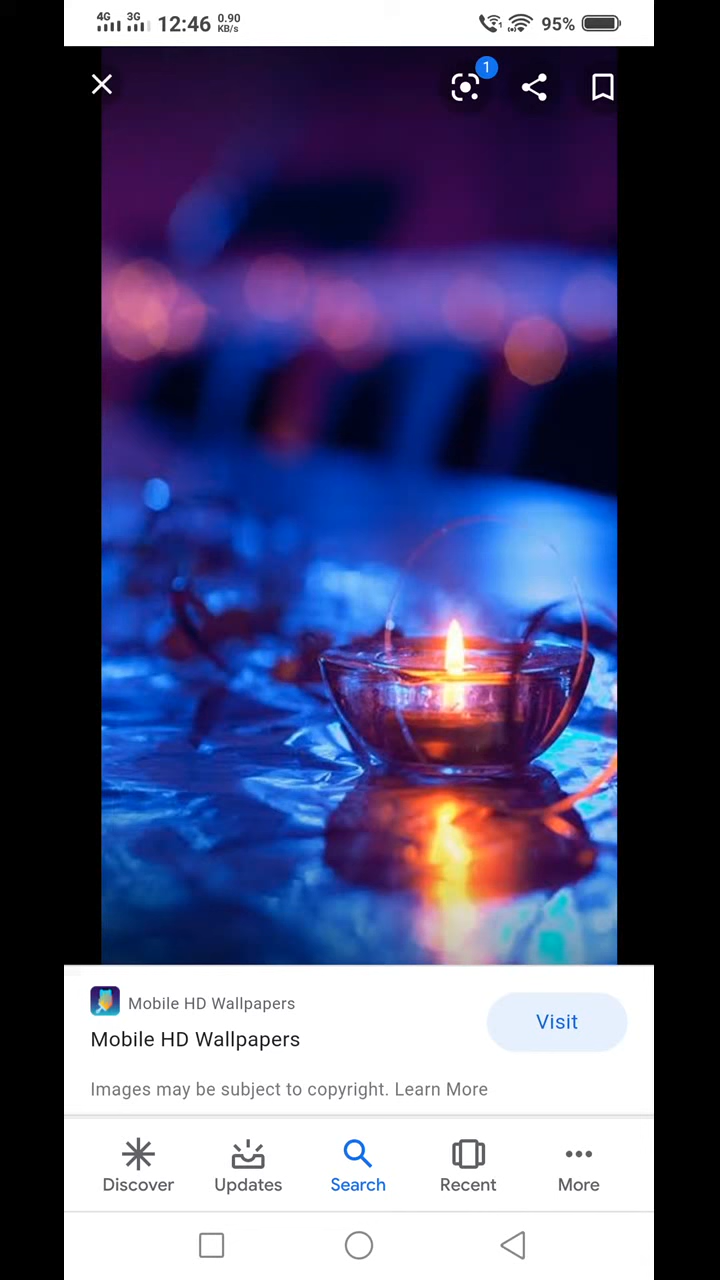 4G 3G 12:46 0.90 KB/s 95%
1
Mobile HD Wallpapers
Mobile HD Wallpapers
Visit
Images may be subject to copyright. Learn More
Discover Updates Search Recent More